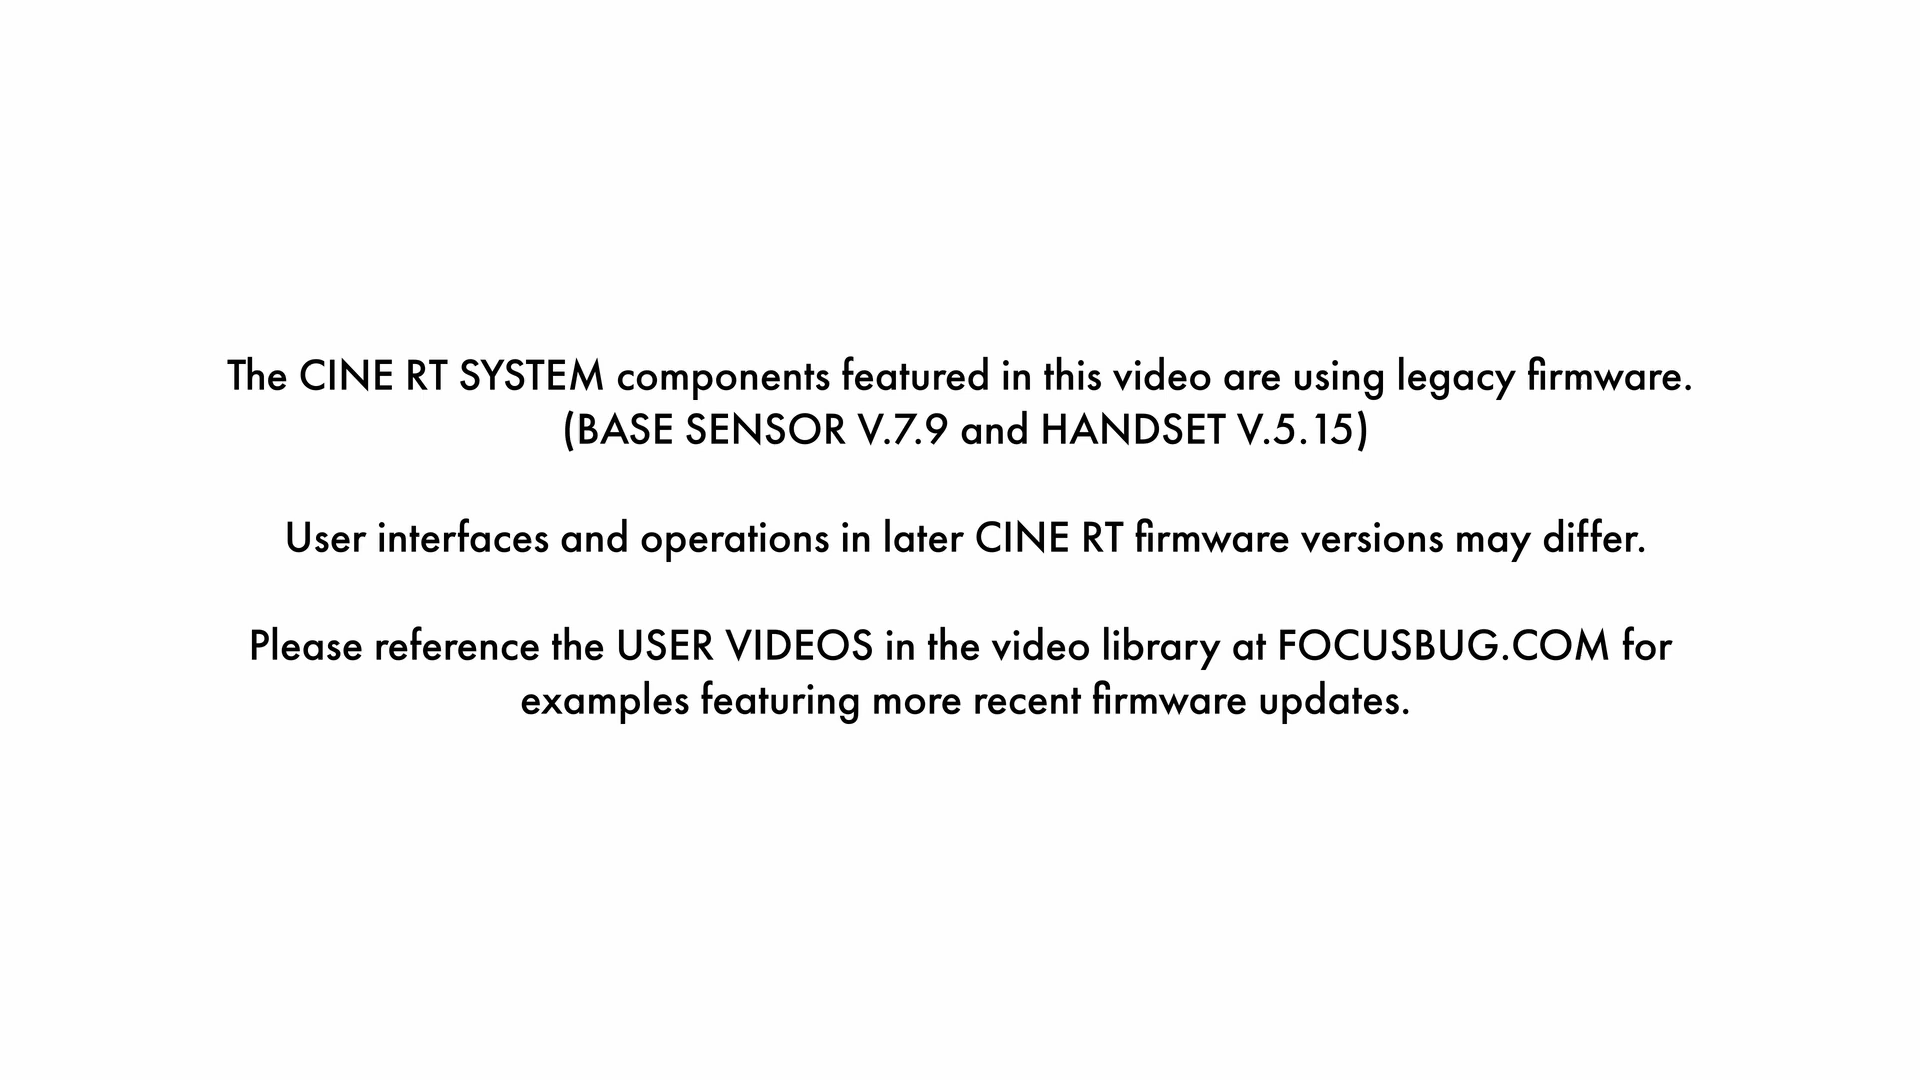 The CINE RT SYSTEM components featured in this video are using legacy firmware.
(BASE SENSOR V.7.9 and HANDSET V.5.15)
User interfaces and operations in later CINE RT firmware versions may differ.
Please reference the USER VIDEOS in the video library at FOCUSBUG.COM for
examples featuring more recent firmware updates.